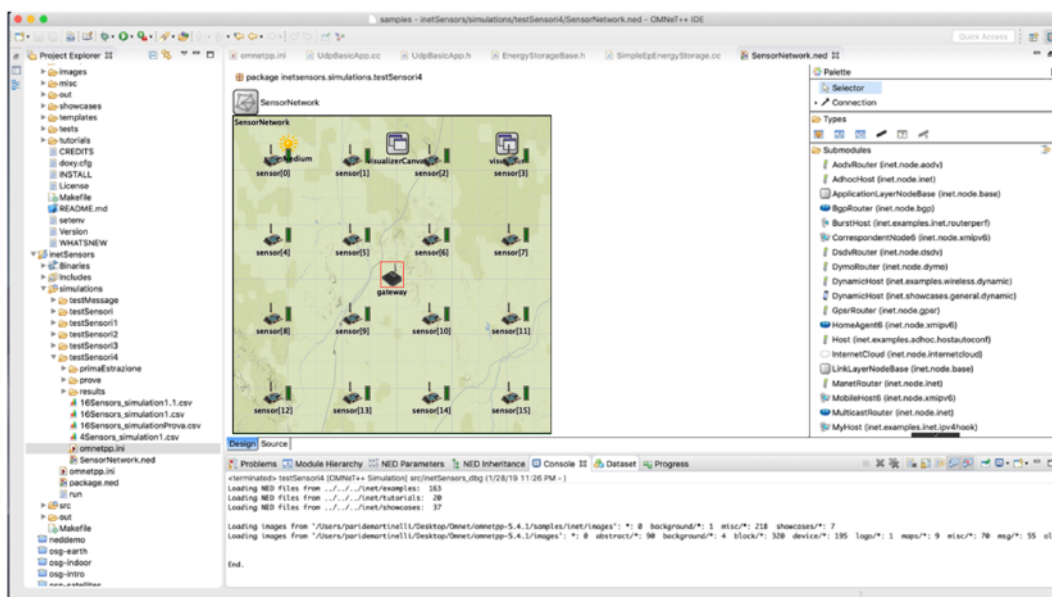 samples - inetSensors/simulations/testSensori4/SensorNetwork.ned - OMNeT++ IDE
Quick Access
Project Explorer
images
misc
out
showcases
templates
tests
tutorials
CREDITS
doxy.cfg
INSTALL
License
Makefile
README.md
setenv
Version
WHATSNEW
inetSensors
Binaries
Includes
simulations
testMessage
testSensori
testSensori1
testSensori2
testSensori3
testSensori4
primaEstrazione
prove
results
16Sensors_simulation1.1.csv
16Sensors_simulation1.csv
16Sensors_simulationProva.csv
4Sensors_simulation1.csv
omnetpp.ini
SensorNetwork.ned
omnetpp.ini
package.ned
run
src
out
Makefile
neddemo
osg-earth
osg-indoor
osg-intro
osg-satellites
omnetpp.ini UdpBasicApp.cc UdpBasicApp.h EnergyStorageBase.h SimpleEpEnergyStorage.cc SensorNetwork.ned
package inetsensors.simulations.testSensori4
SensorNetwork
SensorNetwork
visualizerCanvas
sensor[0] sensor[1] sensor[2] sensor[3]
sensor[4] sensor[5] sensor[6] sensor[7]
gateway
sensor[8] sensor[9] sensor[10] sensor[11]
sensor[12] sensor[13] sensor[14] sensor[15]
Design Source
Palette
Selector
Connection
Types
Submodules
AodvRouter (inet.node.aodv)
AdhocHost (inet.node.inet)
ApplicationLayerNodeBase (inet.node.base)
BgpRouter (inet.node.bgp)
BurstHost (inet.examples.inet.routerperf)
CorrespondentNode6 (inet.node.xmipv6)
DsdvRouter (inet.node.dsdv)
DymoRouter (inet.node.dymo)
DynamicHost (inet.examples.wireless.dynamic)
DynamicHost (inet.showcases.general.dynamic)
GpsrRouter (inet.node.gpsr)
HomeAgent6 (inet.node.xmipv6)
Host (inet.examples.adhoc.hostautoconf)
InternetCloud (inet.node.internetcloud)
LinkLayerNodeBase (inet.node.base)
ManetRouter (inet.node.inet)
MobileHost6 (inet.node.xmipv6)
MulticastRouter (inet.node.inet)
MyHost (inet.examples.inet.ipv4hook)
Problems Module Hierarchy NED Parameters NED Inheritance Console Dataset Progress
<terminated> testSensori4 [OMNeT++ Simulation] src/inetSensors_dbg (1/28/19 11:26 PM - )
Loading NED files from ../../../inet/examples: 163
Loading NED files from ../../../inet/tutorials: 20
Loading NED files from ../../../inet/showcases: 37
Loading images from '/Users/paridemartinelli/Desktop/Omnet/omnetpp-5.4.1/samples/inet/images': *: 0 background/*: 1 misc/*: 218 showcases/*: 7
Loading images from '/Users/paridemartinelli/Desktop/Omnet/omnetpp-5.4.1/images': *: 0 abstract/*: 90 background/*: 4 block/*: 320 device/*: 195 logo/*: 1 maps/*: 9 misc/*: 70 msg/*: 55
End.